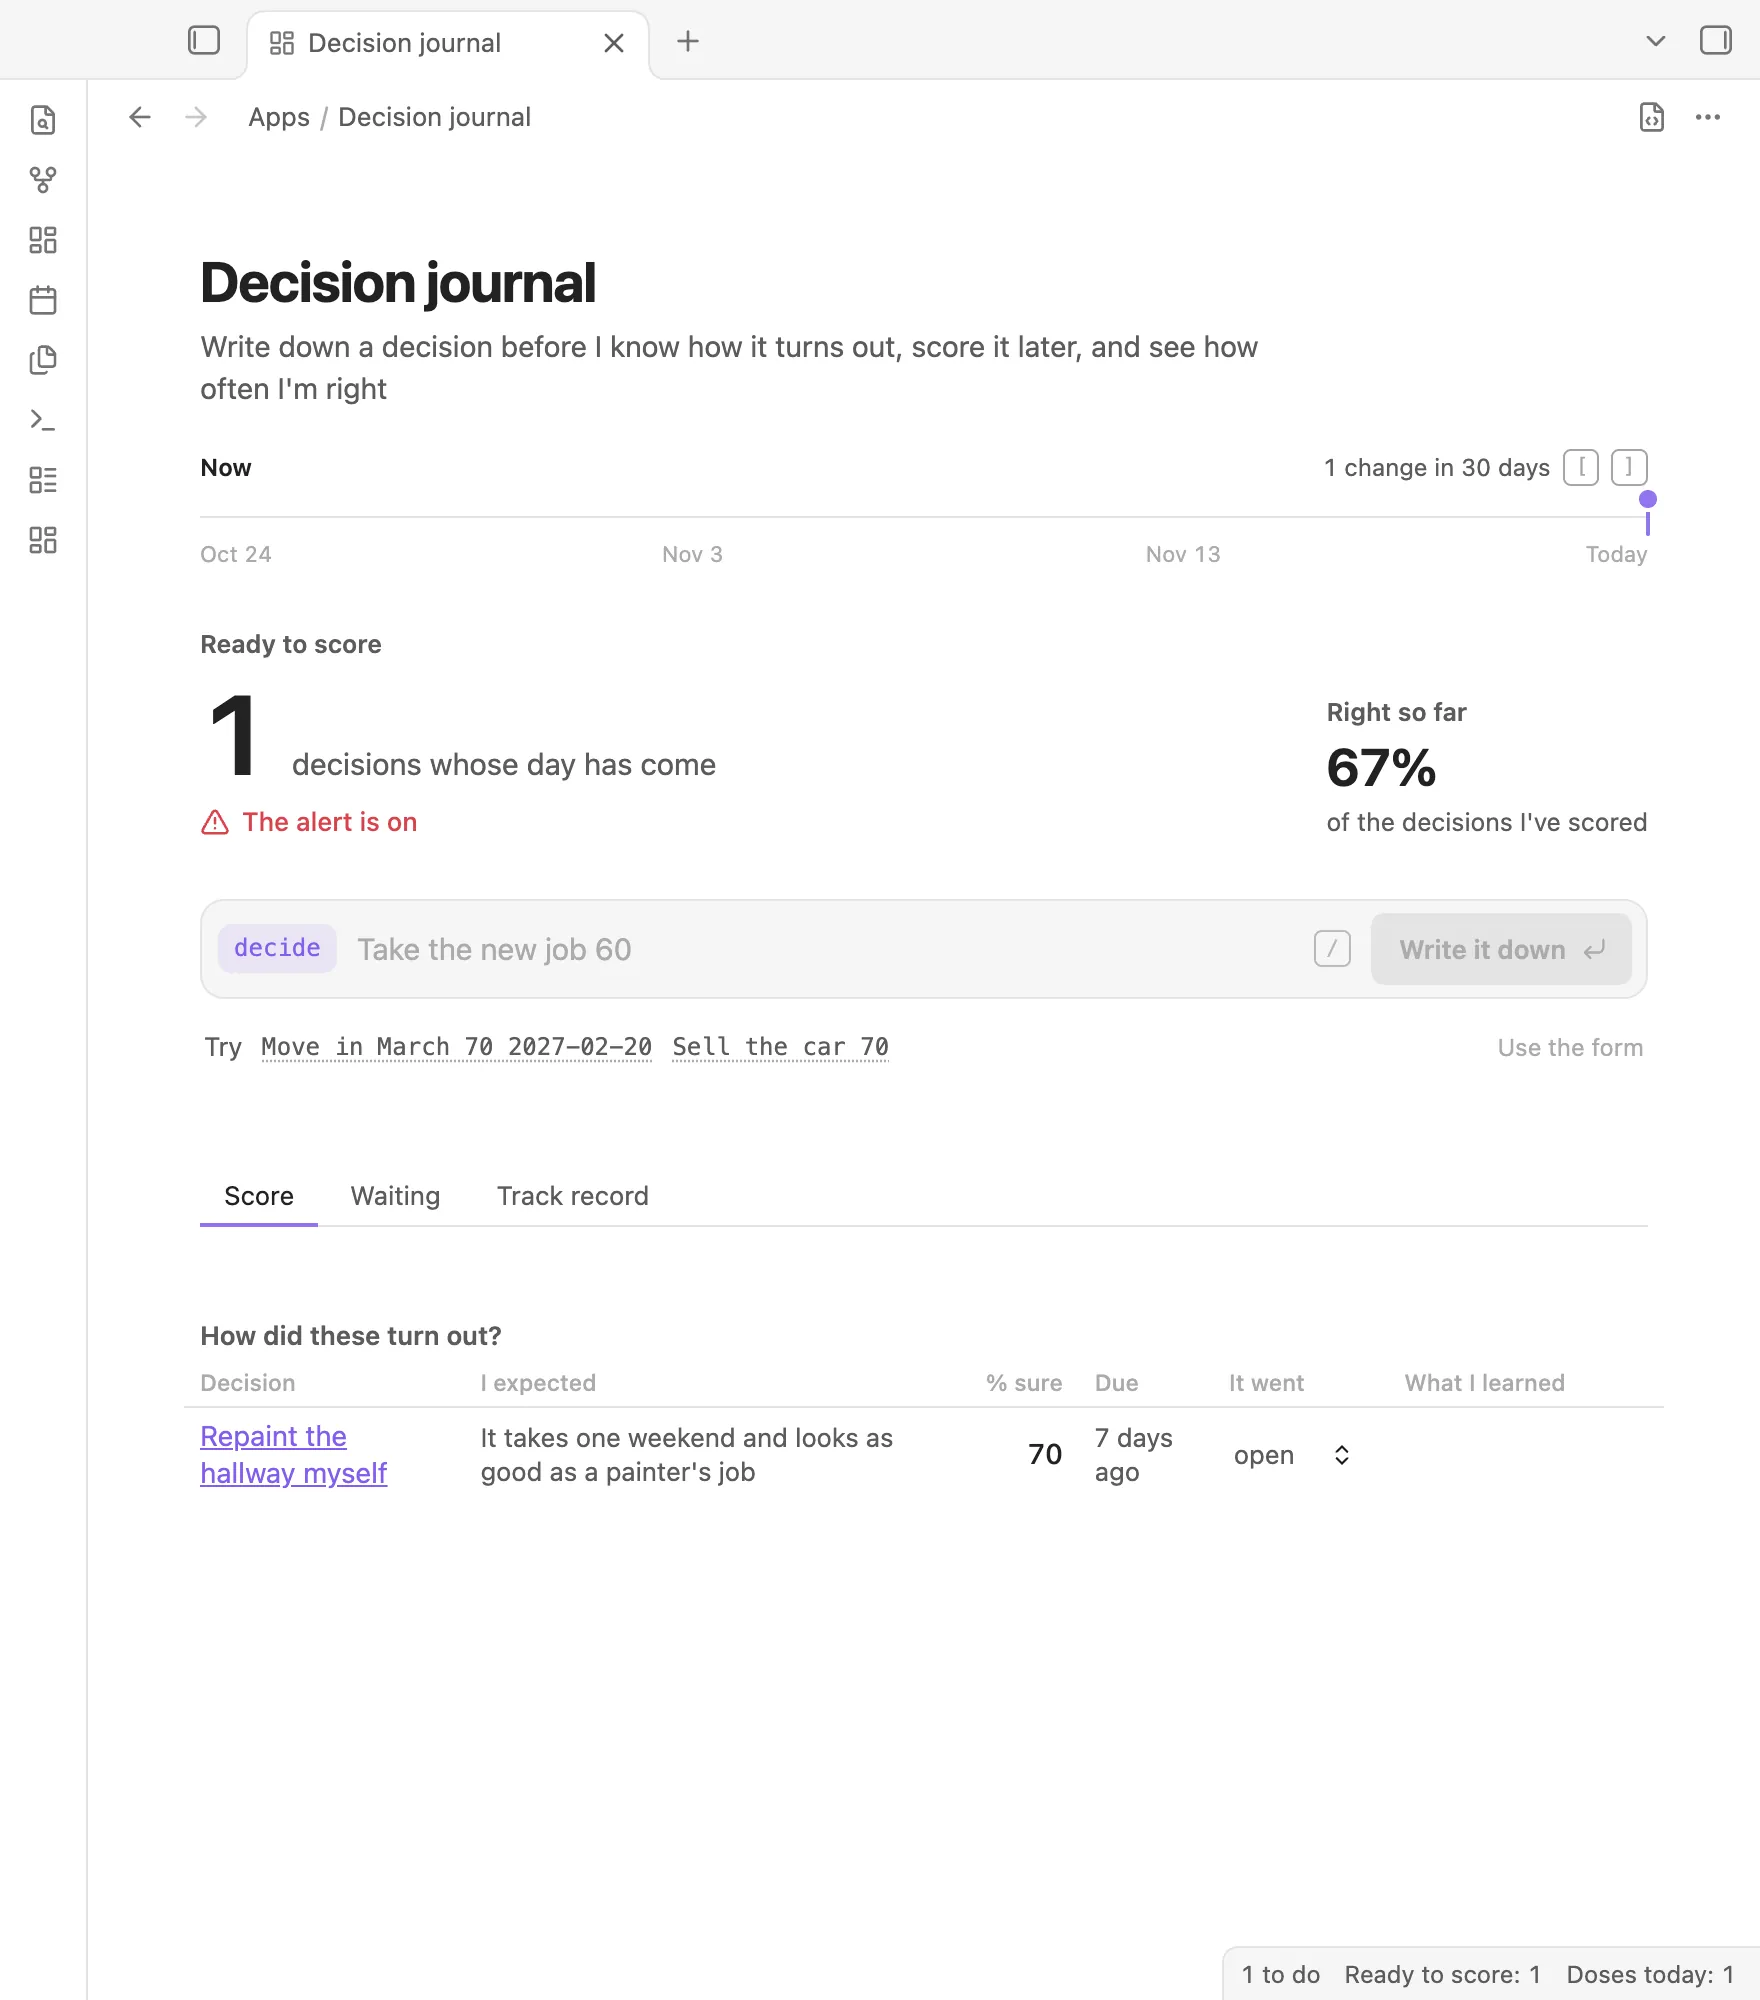 Decision journal
Apps / Decision journal
Decision journal
Write down a decision before I know how it turns out, score it later, and see how
often I'm right
Now
1 change in 30 days [ ]
Oct 24 Nov 3 Nov 13 Today
Ready to score
1 decisions whose day has come
The alert is on
Right so far
67%
of the decisions I've scored
decide Take the new job 60 / Write it down
Try Move in March 70 2027-02-20 Sell the car 70 Use the form
Score Waiting Track record
How did these turn out?
Decision I expected % sure Due It went What I learned
Repaint the
hallway myself
It takes one weekend and looks as
good as a painter's job
70
7 days
ago
open
1 to do Ready to score: 1 Doses today: 1